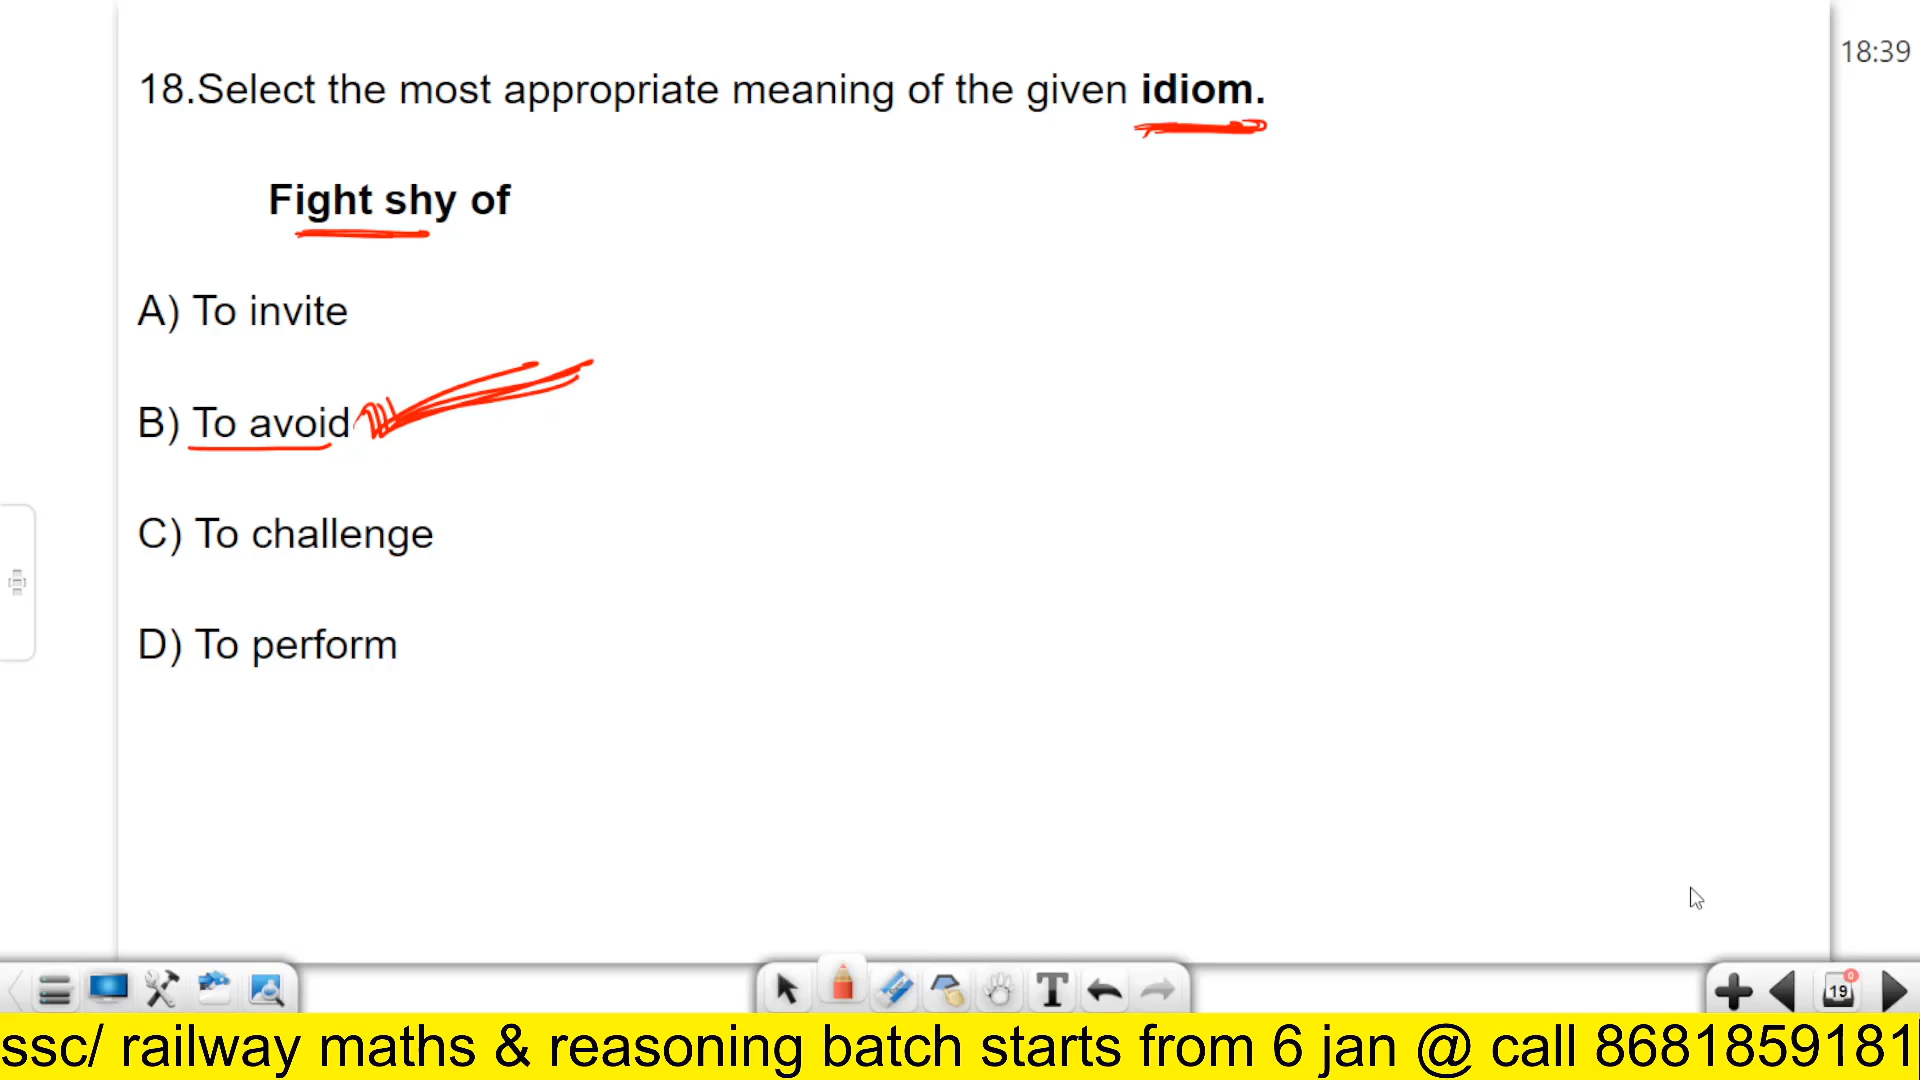 18:39
18.Select the most appropriate meaning of the given idiom.
Fight shy of
A) To invite
B) To avoid
C) To challenge
D) To perform
T
0
19
ssc/ railway maths & reasoning batch starts from 6 jan @ call 8681859181